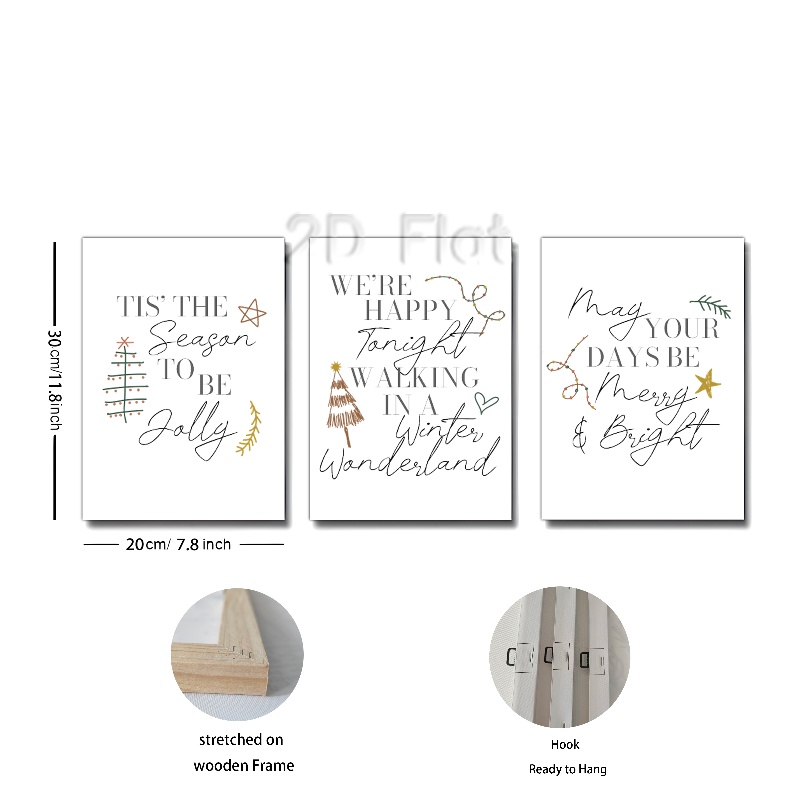 2D Flat
TIS' THE
Season
TO
BE
Jolly
WE'RE
HAPPY
Tonight
WALKING
IN A
Winter
Wonderland
May
YOUR
DAYS BE
Merry
& Bright
30cm/11.8inch
20cm/ 7.8 inch
stretched on
wooden Frame
Hook
Ready to Hang